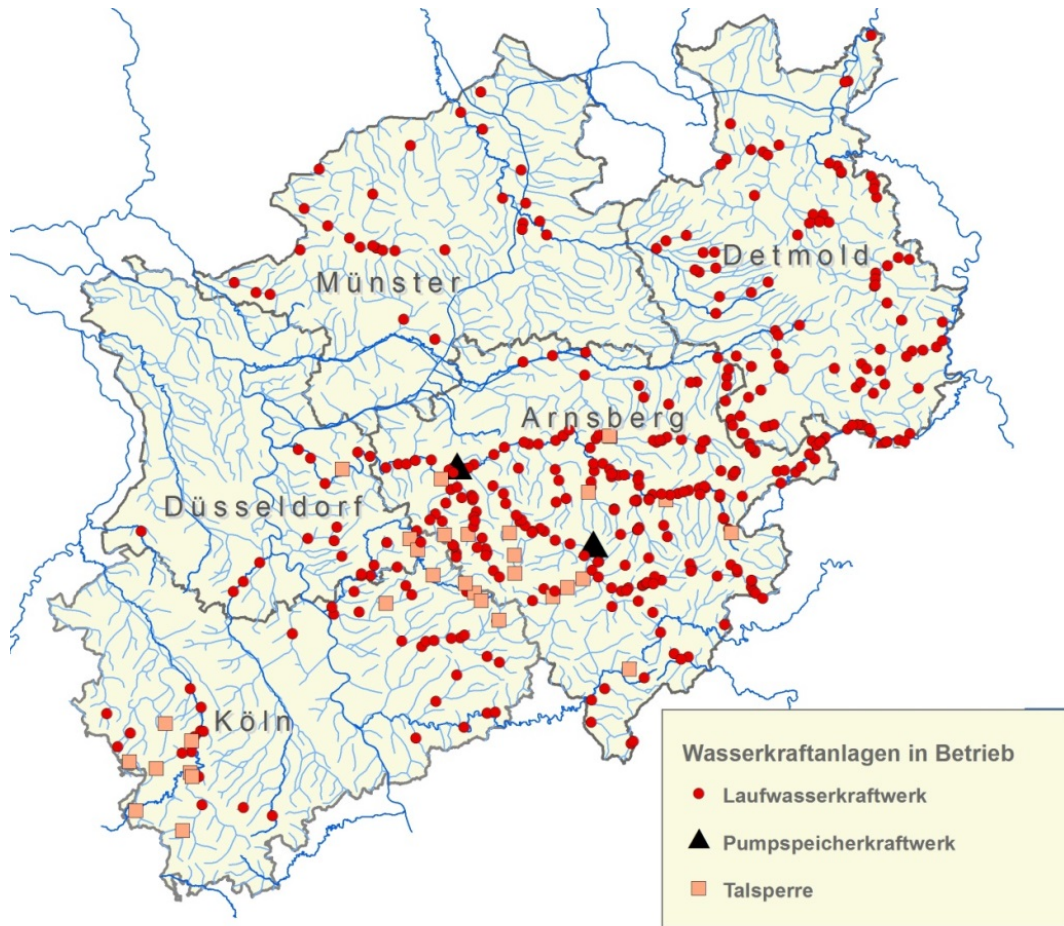 Detmold
Münster
Arnsberg
Düsseldorf
Köln
Wasserkraftanlagen in Betrieb
Laufwasserkraftwerk
Pumpspeicherkraftwerk
Talsperre